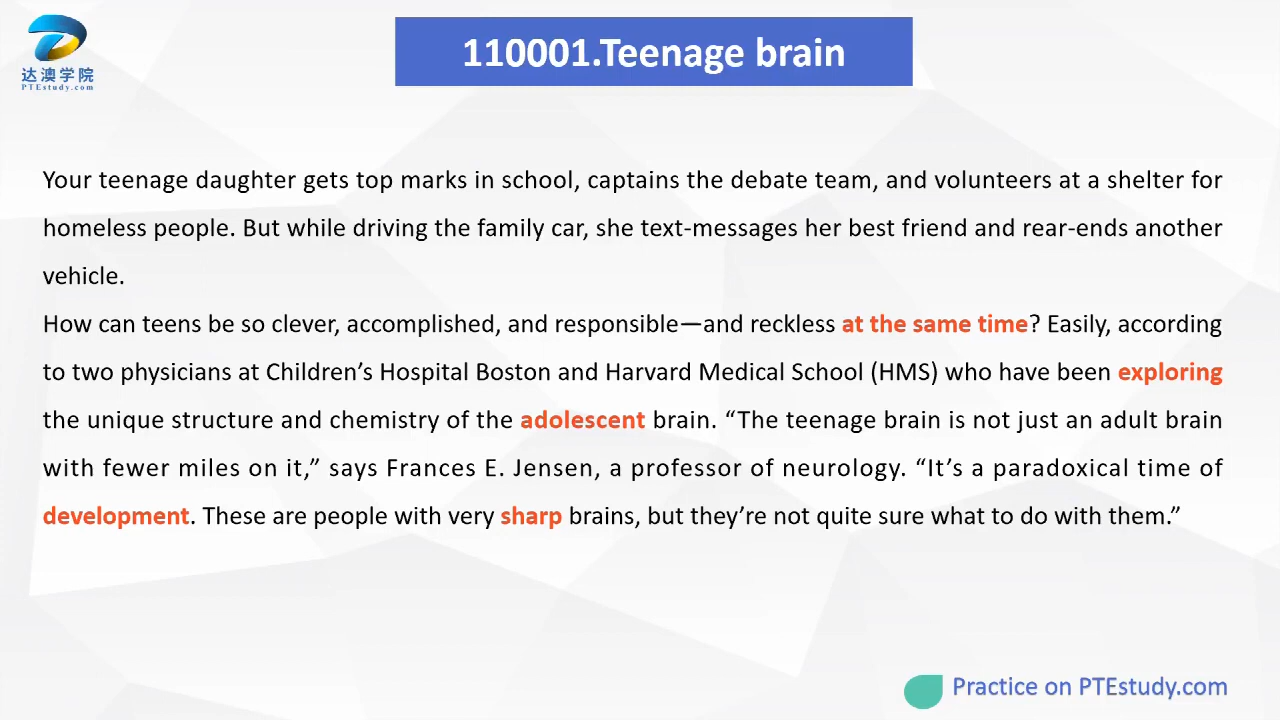 达澳学院
PTEstudy.com
110001.Teenage brain
Your teenage daughter gets top marks in school, captains the debate team, and volunteers at a shelter for
homeless people. But while driving the family car, she text-messages her best friend and rear-ends another
vehicle.
How can teens be so clever, accomplished, and responsible—and reckless at the same time? Easily, according
to two physicians at Children’s Hospital Boston and Harvard Medical School (HMS) who have been exploring
the unique structure and chemistry of the adolescent brain. “The teenage brain is not just an adult brain
with fewer miles on it,” says Frances E. Jensen, a professor of neurology. “It’s a paradoxical time of
development. These are people with very sharp brains, but they’re not quite sure what to do with them.”
Practice on PTEstudy.com